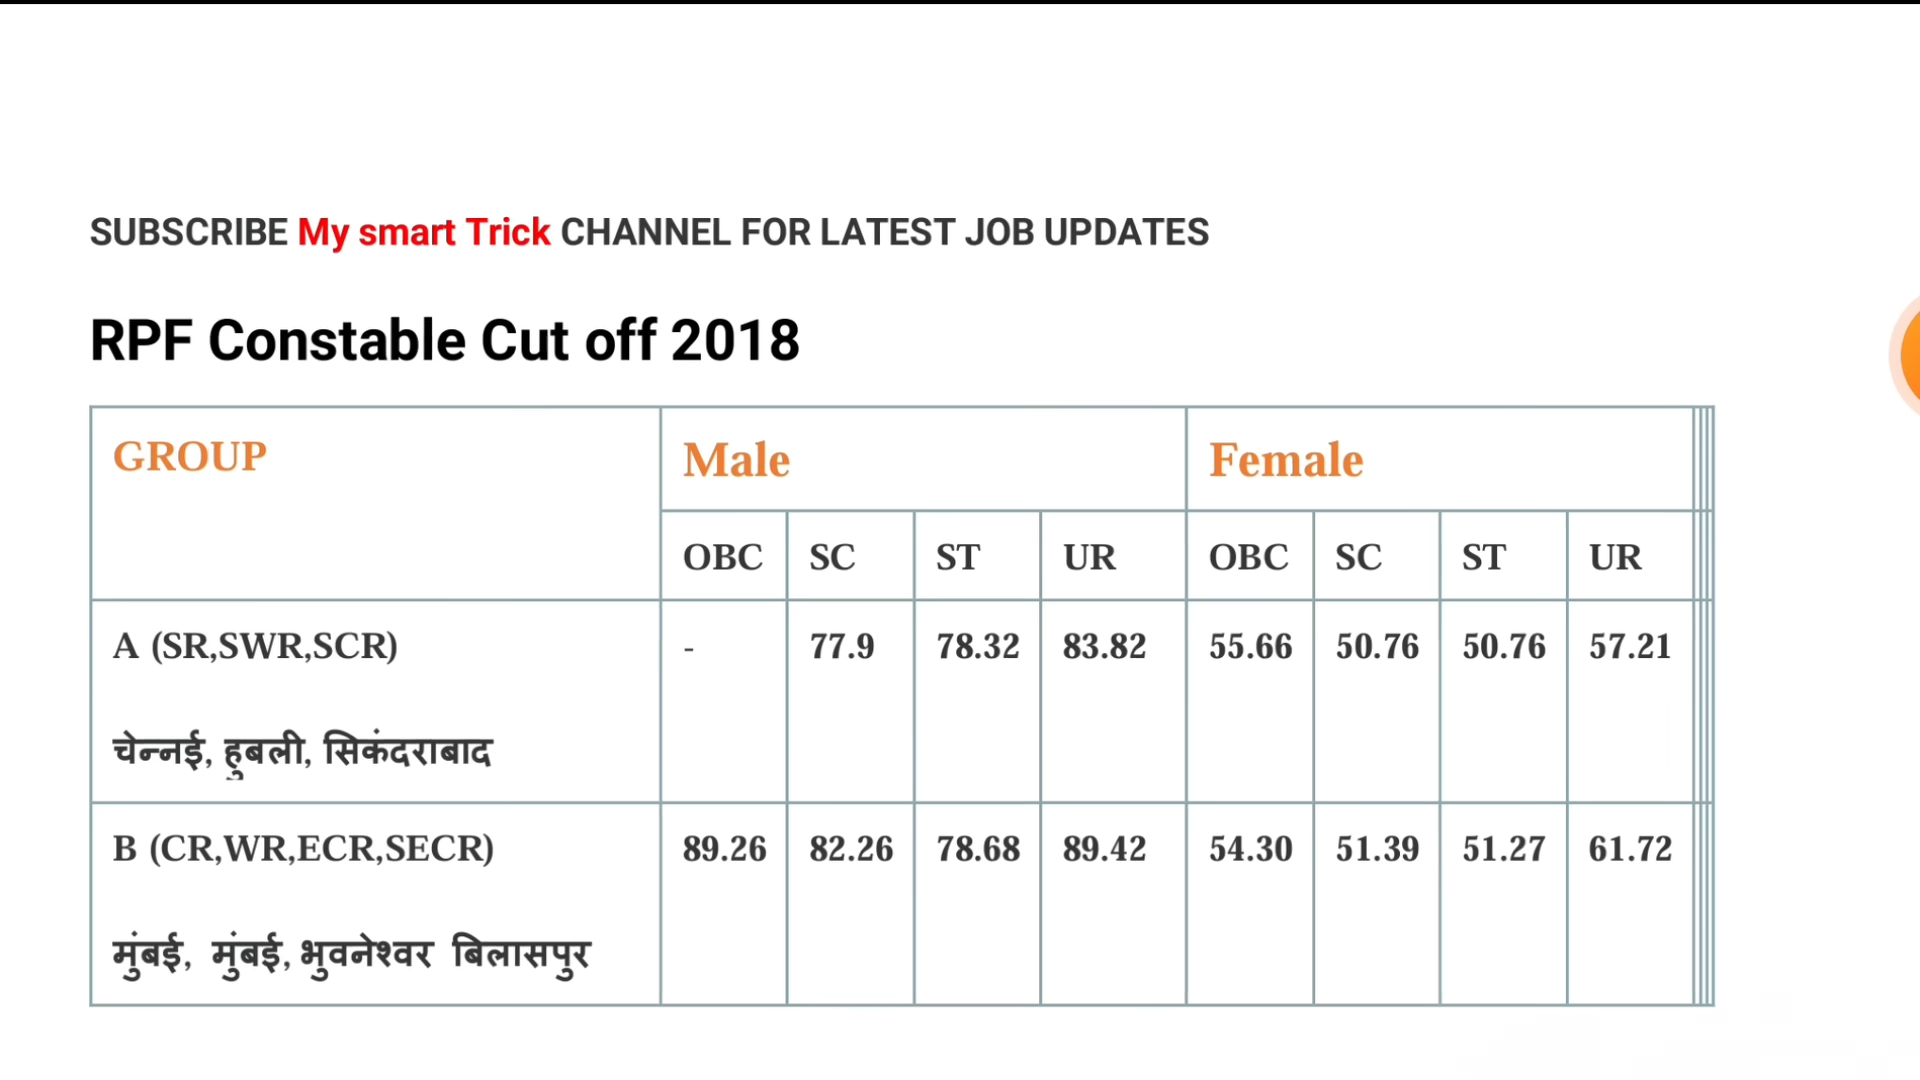 SUBSCRIBE My smart Trick CHANNEL FOR LATEST JOB UPDATES
RPF Constable Cut off 2018
GROUP Male Female
OBC SC ST UR OBC SC ST UR
A (SR,SWR,SCR) - 77.9 78.32 83.82 55.66 50.76 50.76 57.21
चेन्नई, हुबली, सिकंदराबाद
B (CR,WR,ECR,SECR) 89.26 82.26 78.68 89.42 54.30 51.39 51.27 61.72
मुंबई, मुंबई, भुवनेश्वर बिलासपुर